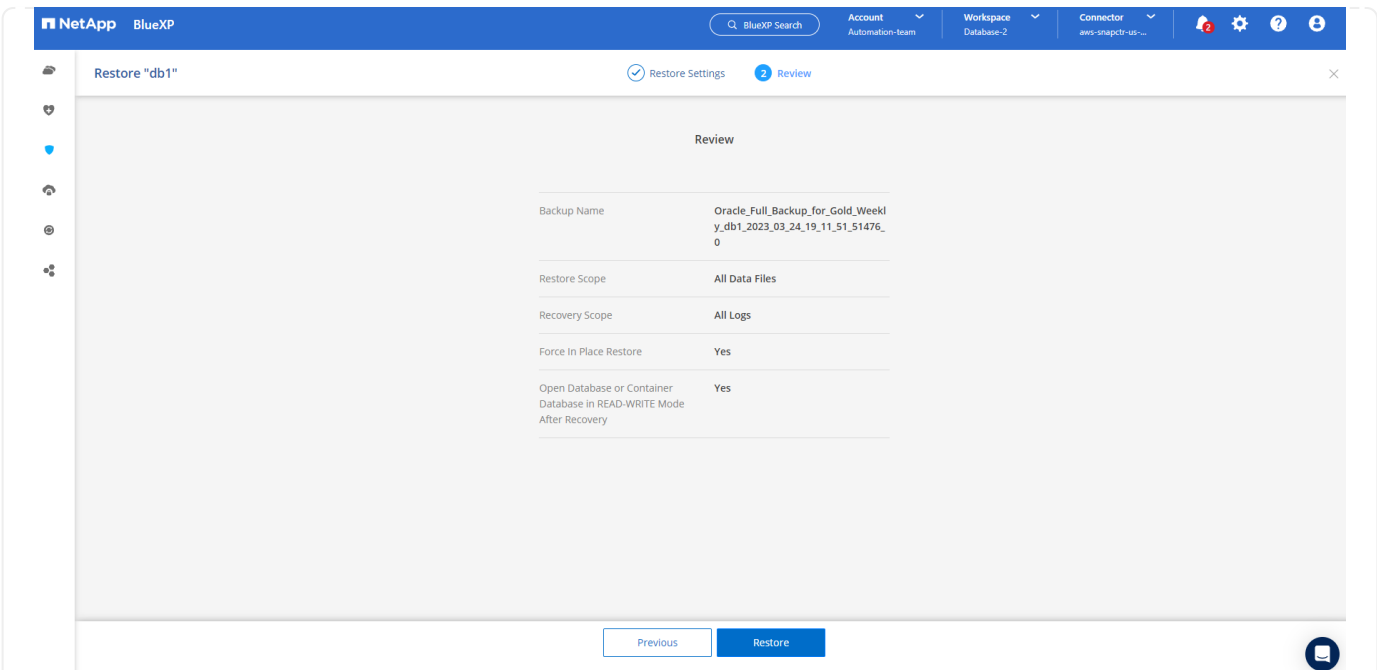 NetApp BlueXP
BlueXP Search
Account
Automation-team
Workspace
Database-2
Connector
aws-snapctr-us-...
2
Restore "db1"
Restore Settings
2 Review
Review
Backup Name
Oracle_Full_Backup_for_Gold_Weekl
y_db1_2023_03_24_19_11_51_51476_
0
Restore Scope
All Data Files
Recovery Scope
All Logs
Force In Place Restore
Yes
Open Database or Container
Database in READ-WRITE Mode
After Recovery
Yes
Previous
Restore